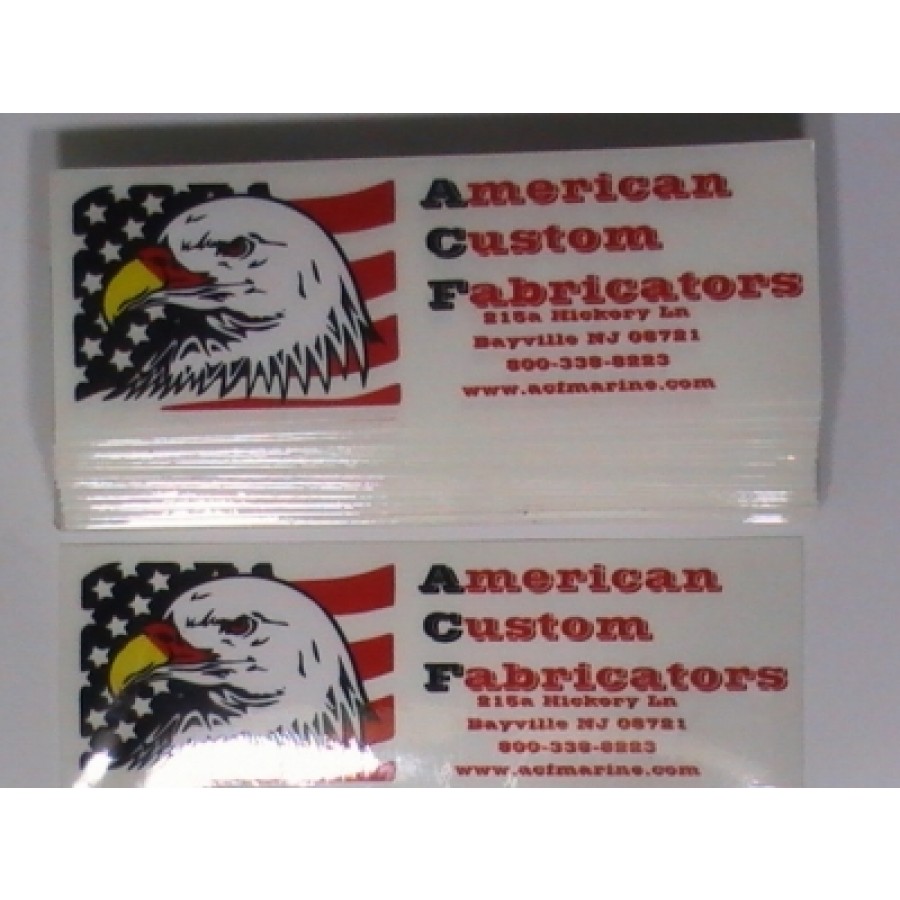 American
Custom
Fabricators
215a Hickory Ln
Bayville NJ 08721
800-338-8223
www.acfmarine.com
American
Custom
Fabricators
215a Hickory Ln
Bayville NJ 08721
800-338-8223
www.acfmarine.com